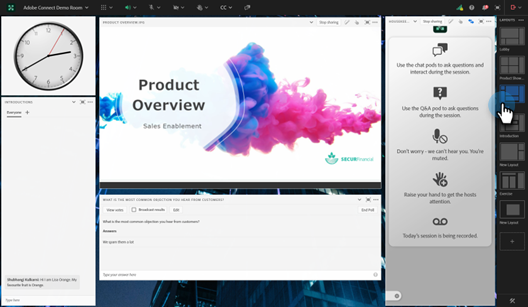 Adobe Connect Demo Room
CC
PRODUCT OVERVIEW.JPG
Stop sharing
Stop sharing
LAYOUTS
Lobby
Product Show...
Introduction
New Layout
Exercise
New Layout
INTRODUCTIONS
Everyone
Hi! I am Lisa Orange. My
favourite fruit is Orange
Type here
Product
Overview
Sales Enablement
SECURFinancial
WHAT IS THE MOST COMMON OBJECTION YOU HEAR FROM CUSTOMERS?
View votes
Broadcast results
Edit
End Poll
What is the most common objection you hear from customers?
Answers
We spam them a lot
Type your answer here
Use the chat pods to ask questions and
interact during the session.
Use the Q&A pod to ask questions
during the session.
Don't worry – we can't hear you. You're
muted.
Raise your hand to get the hosts
attention.
Today's session is being recorded.